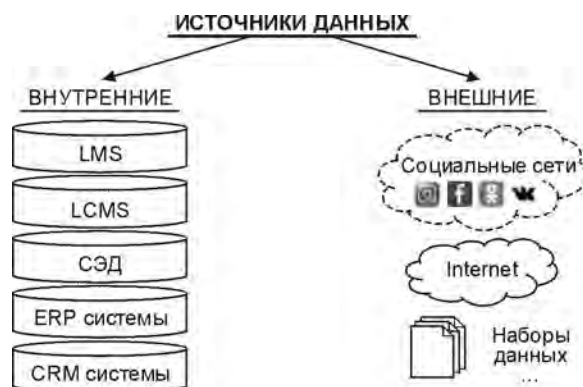 ИСТОЧНИКИ ДАННЫХ
ВНУТРЕННИЕ
LMS
LCMS
СЭД
ERP системы
CRM системы
ВНЕШНИЕ
Социальные сети
Internet
Наборы
данных
...